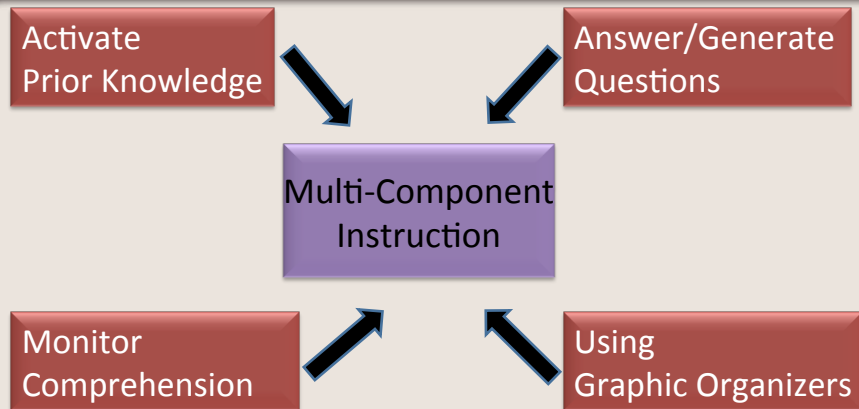 Activate
Prior Knowledge
Answer/Generate
Questions
Multi-Component
Instruction
Monitor
Comprehension
Using
Graphic Organizers